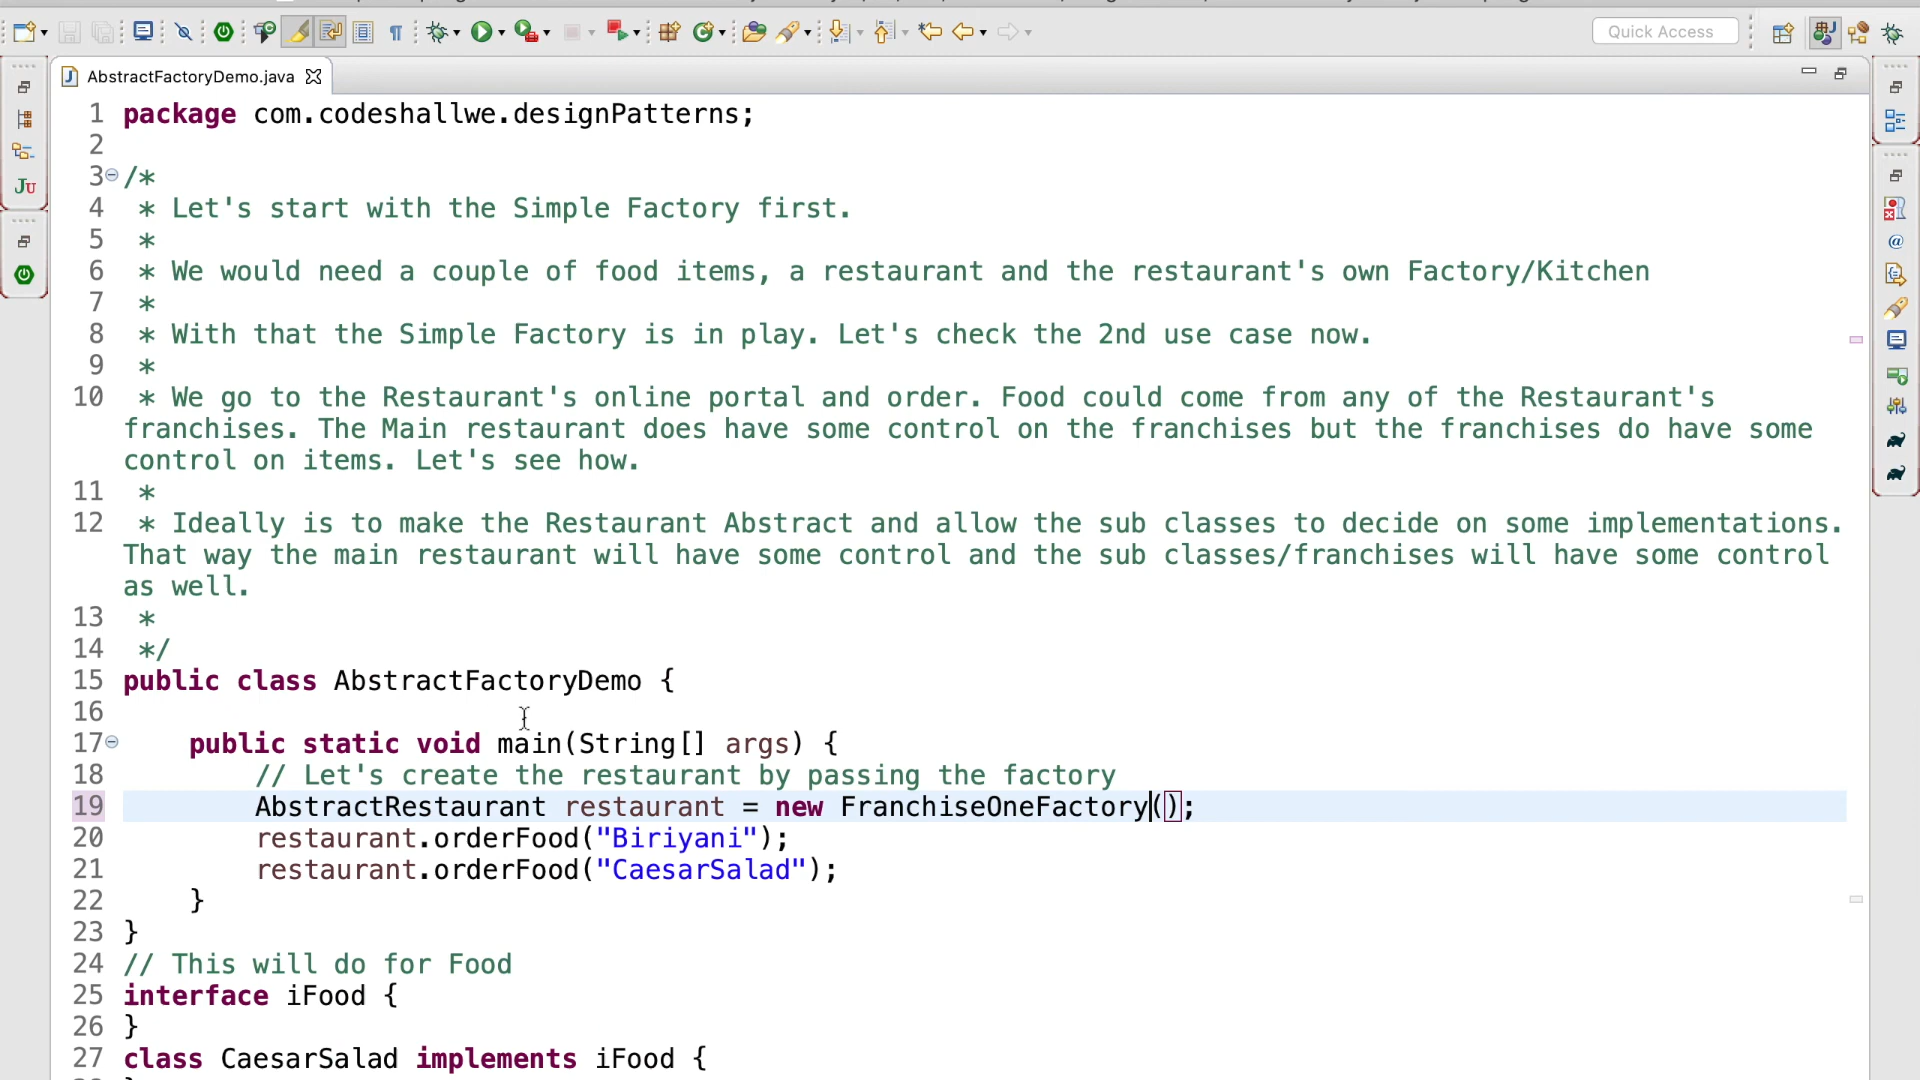 Quick Access
AbstractFactoryDemo.java
1 package com.codeshallwe.designPatterns;
2
3 /*
4 * Let's start with the Simple Factory first.
5 *
6 * We would need a couple of food items, a restaurant and the restaurant's own Factory/Kitchen
7 *
8 * With that the Simple Factory is in play. Let's check the 2nd use case now.
9 *
10 * We go to the Restaurant's online portal and order. Food could come from any of the Restaurant's
franchises. The Main restaurant does have some control on the franchises but the franchises do have some
control on items. Let's see how.
11 *
12 * Ideally is to make the Restaurant Abstract and allow the sub classes to decide on some implementations.
That way the main restaurant will have some control and the sub classes/franchises will have some control
as well.
13 *
14 */
15 public class AbstractFactoryDemo {
16
17 public static void main(String[] args) {
18 // Let's create the restaurant by passing the factory
19 AbstractRestaurant restaurant = new FranchiseOneFactory();
20 restaurant.orderFood("Biriyani");
21 restaurant.orderFood("CaesarSalad");
22 }
23 }
24 // This will do for Food
25 interface iFood {
26 }
27 class CaesarSalad implements iFood {